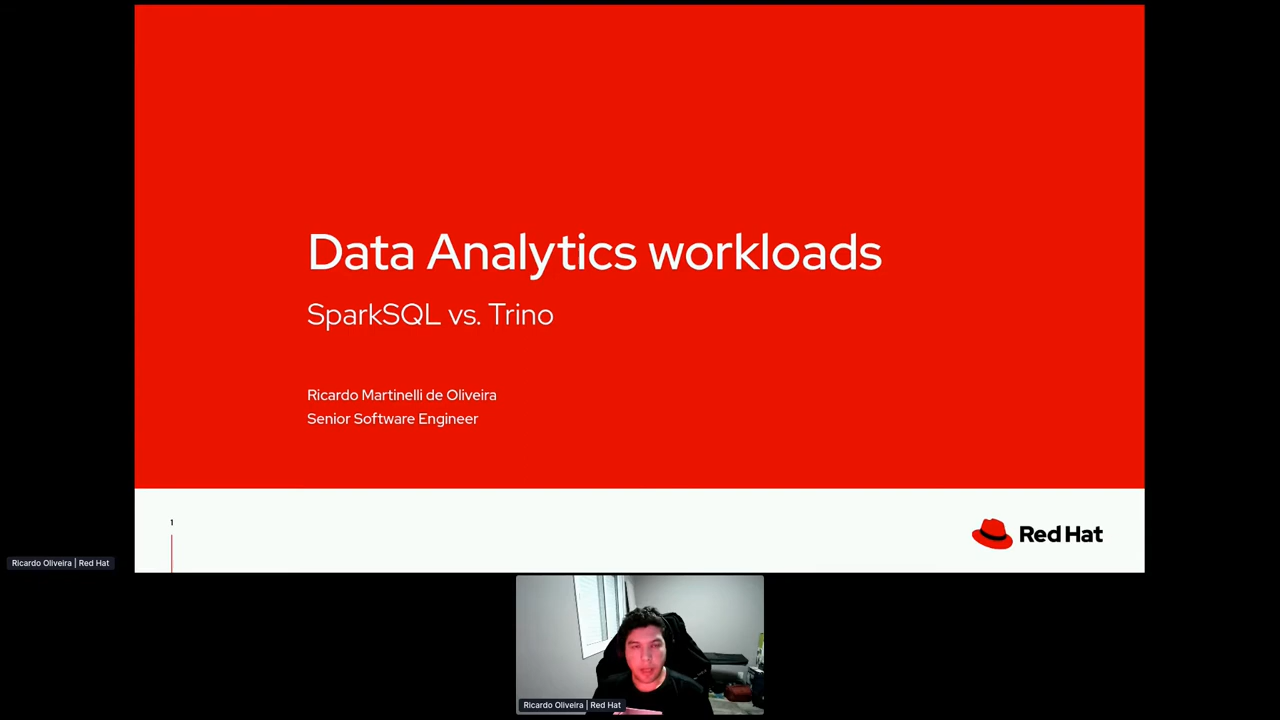 Data Analytics workloads
SparkSQL vs. Trino
Ricardo Martinelli de Oliveira
Senior Software Engineer
1
Red Hat
Ricardo Oliveira | Red Hat
Ricardo Oliveira | Red Hat